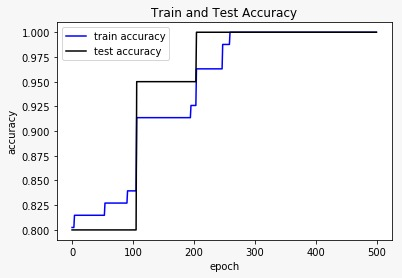 Train and Test Accuracy
train accuracy
test accuracy
1.000
0.975
0.950
0.925
0.900
0.875
0.850
0.825
0.800
accuracy
0 100 200 300 400 500
epoch